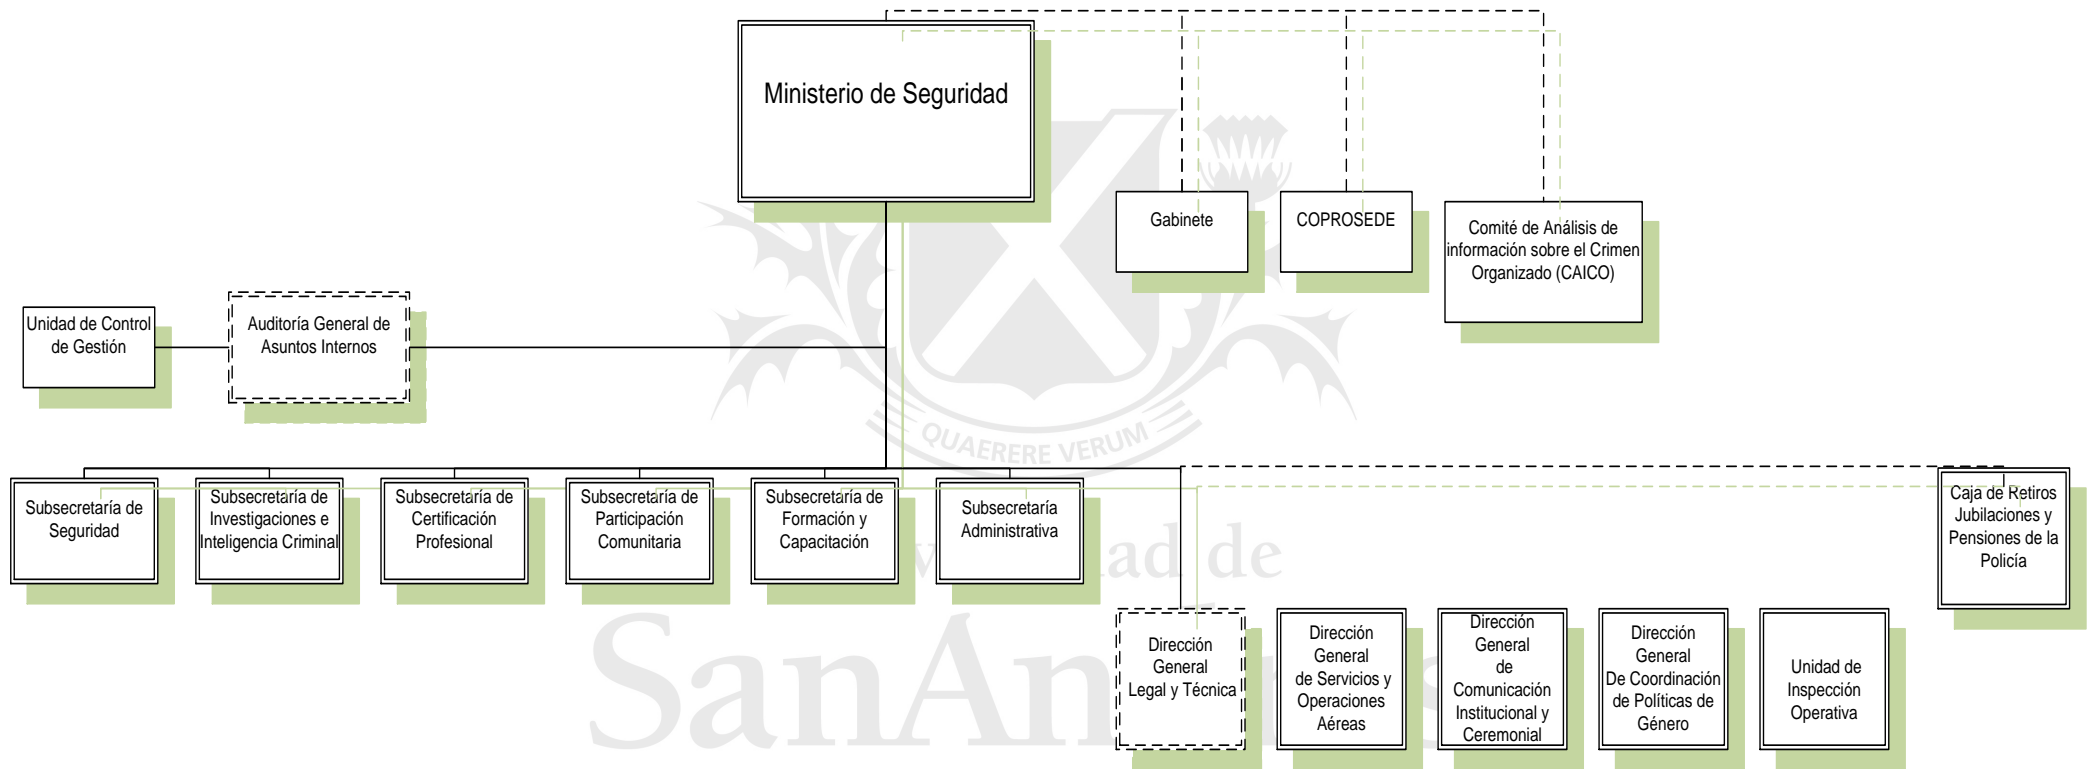 Ministerio de Seguridad
Gabinete
COPROSEDE
Comité de Análisis de
información sobre el Crimen
Organizado (CAICO)
Unidad de Control
de Gestión
Auditoría General de
Asuntos Internos
QUAERERE VERUM
Subsecretaría de
Seguridad
Subsecretaría de
Investigaciones e
Inteligencia Criminal
Subsecretaría de
Certificación
Profesional
Subsecretaría de
Participación
Comunitaria
Subsecretaría de
Formación y
Capacitación
Subsecretaría
Administrativa
Caja de Retiros
Jubilaciones y
Pensiones de la
Policía
de
Dirección
General
Legal y Técnica
Dirección
General
de Servicios y
Operaciones
Aéreas
Dirección
General
de
Comunicación
Institucional y
Ceremonial
Dirección
General
De Coordinación
de Políticas de
Género
Unidad de
Inspección
Operativa